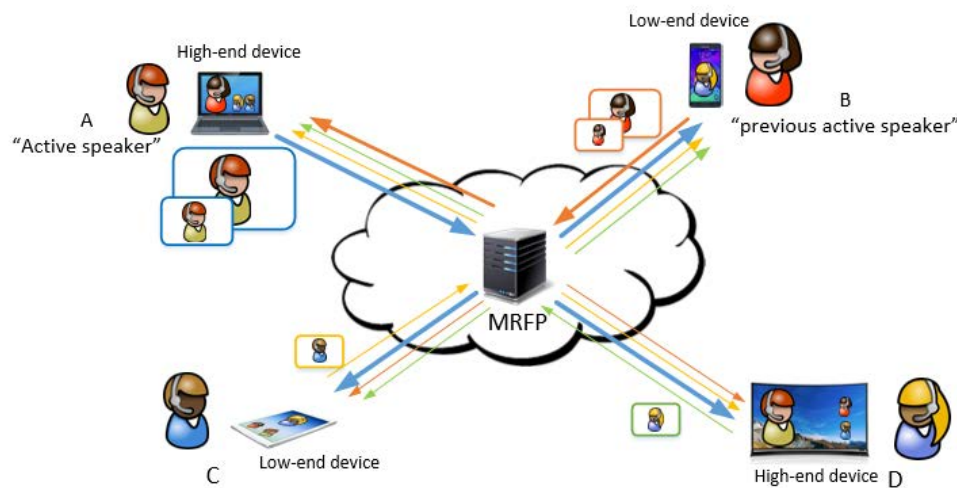 Low-end device
High-end device
A
“Active speaker”
B
“previous active speaker”
MRFP
C
Low-end device
High-end device
D